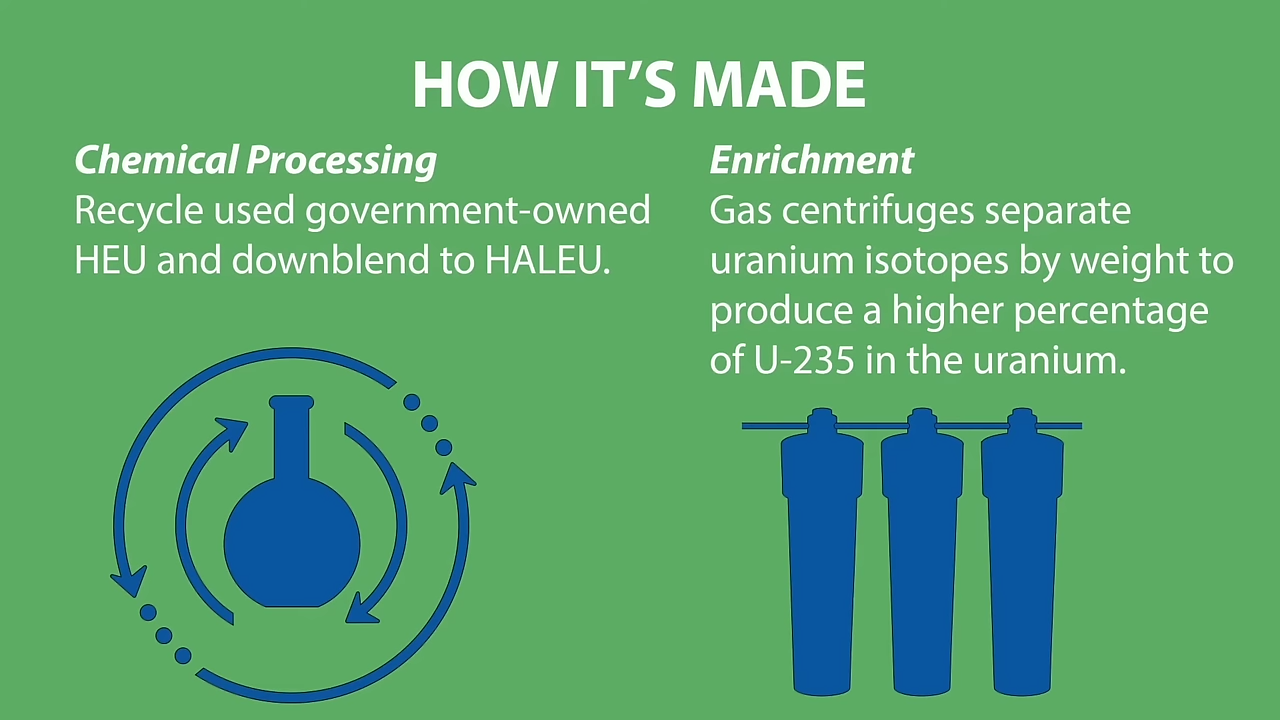 HOW IT’S MADE
Chemical Processing
Recycle used government-owned
HEU and downblend to HALEU.
Enrichment
Gas centrifuges separate
uranium isotopes by weight to
produce a higher percentage
of U-235 in the uranium.